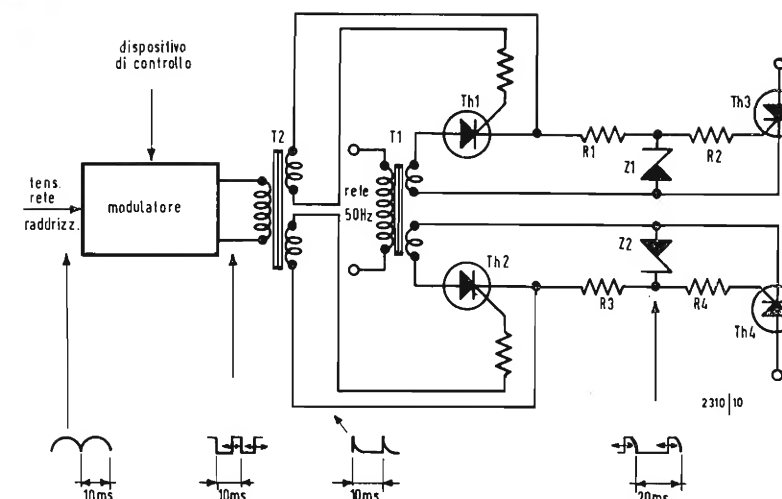 dispositivo
di controllo
tens.
rete
raddrizz.
modulatore
T2
rete
50Hz
T1
Th1
R1
Z1
R2
Th3
Th2
R3
Z2
R4
Th4
2310|10
10ms
10ms
10ms
20ms